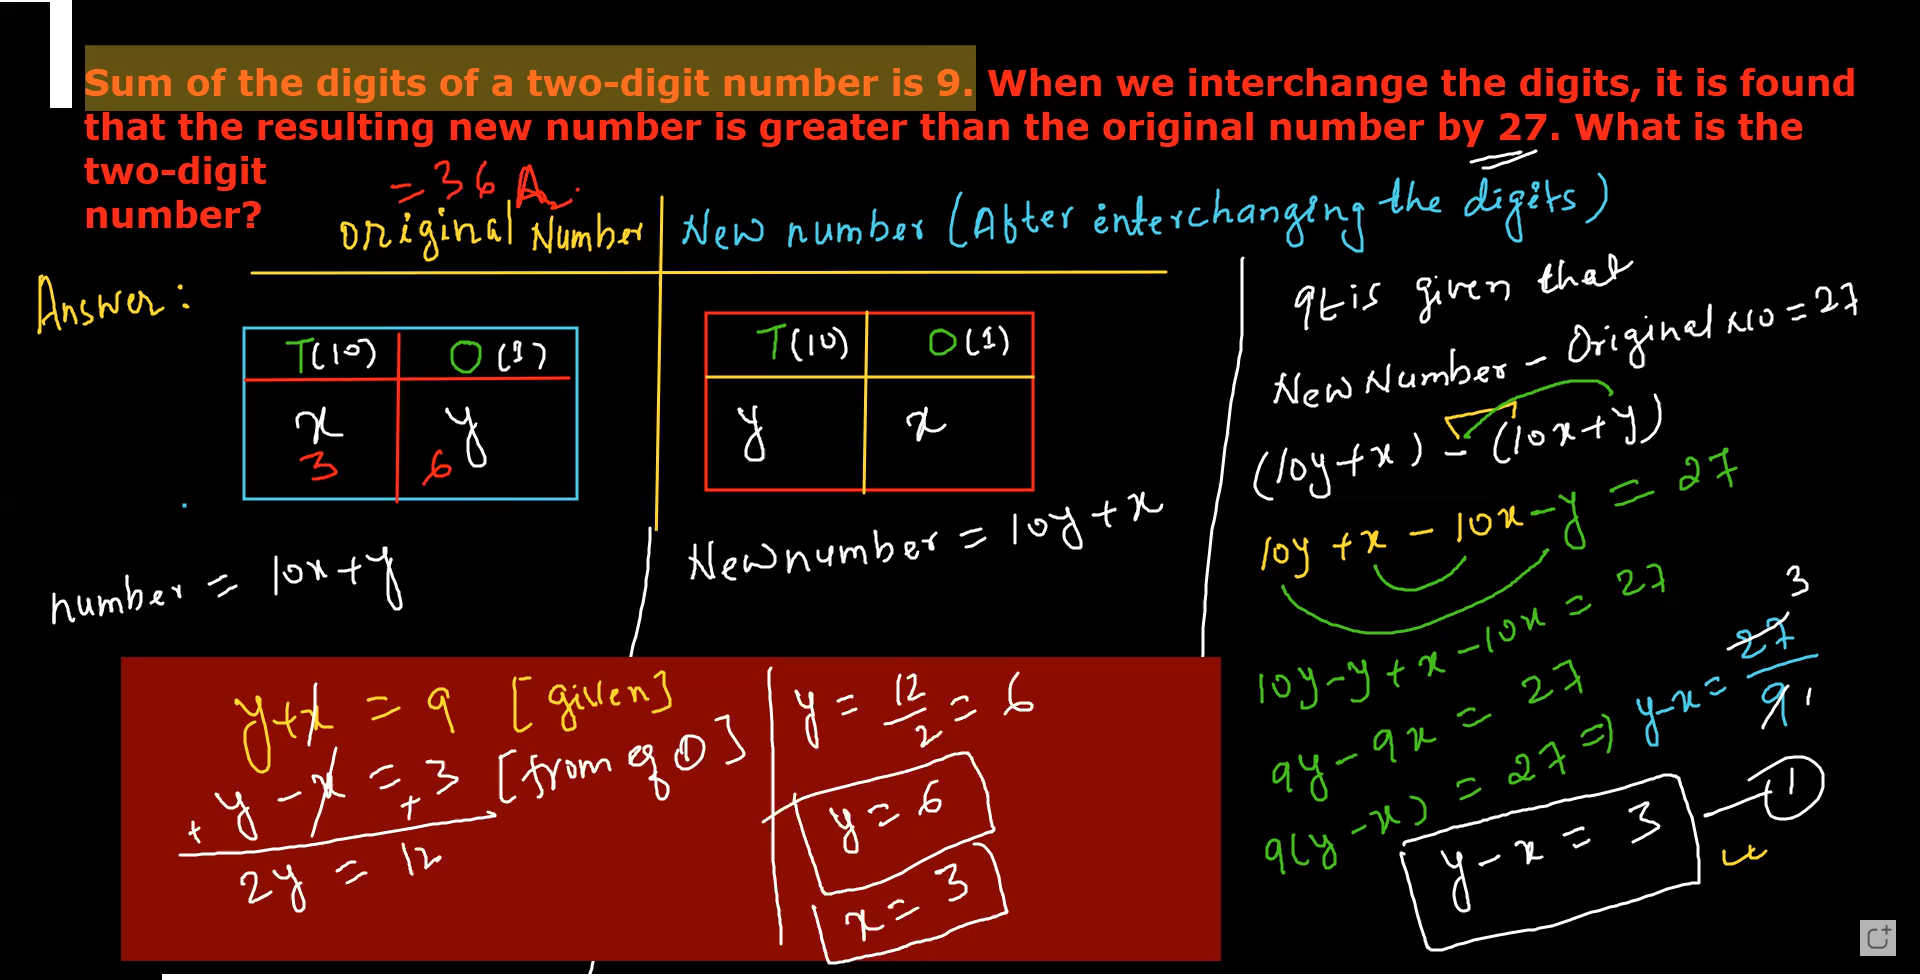 Sum of the digits of a two-digit number is 9. When we interchange the digits, it is found
that the resulting new number is greater than the original number by 27. What is the
two-digit
number?
= 36 A
Original Number
New number (After interchanging the digits)
Answer:
T(10) O(1)
x y
3 6
number = 10x+y
T(10) O(1)
y x
New number = 10y+x
It is given that
New Number - Original No = 27
(10y+x) - (10x+y)
10y + x - 10x - y = 27
10y-y+x-10x = 27
9y-9x = 27
9(y-x) = 27 => y-x = 27/9
3
1
y-x = 3
1
y+x = 9 [given]
+ y - x = + 3 [from eq 1]
2y = 12
y = 12/2 = 6
y = 6
x = 3